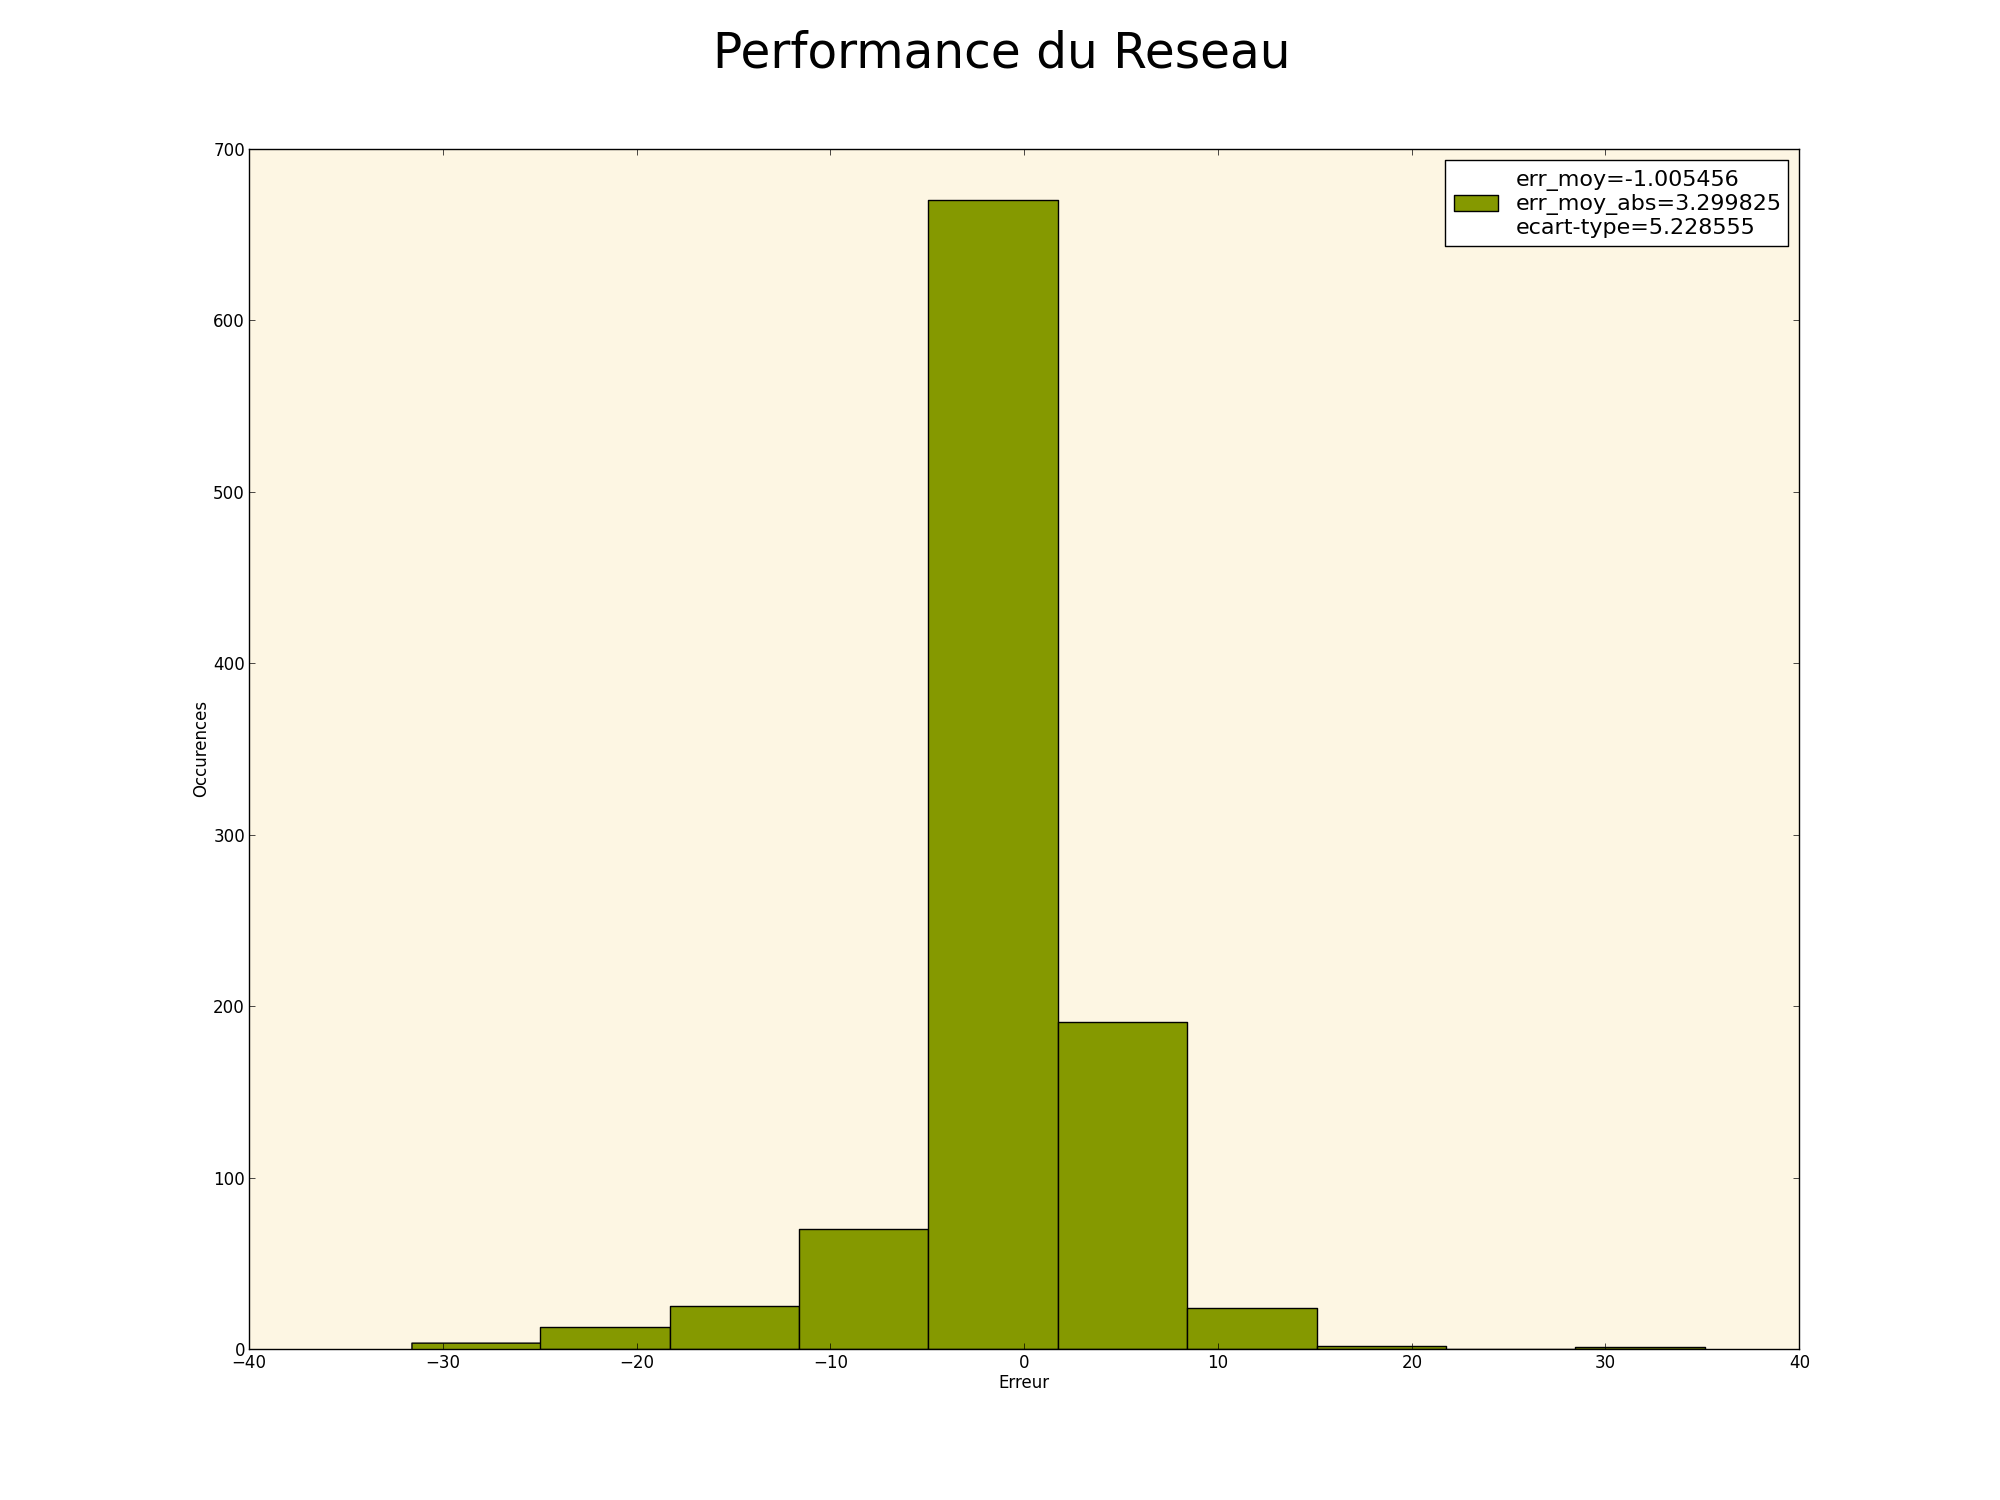 Performance du Reseau
err_moy=-1.005456
err_moy_abs=3.299825
ecart-type=5.228555
700
600
500
400
300
200
100
0
Occurences
−40
−30
−20
−10
0
10
20
30
40
Erreur